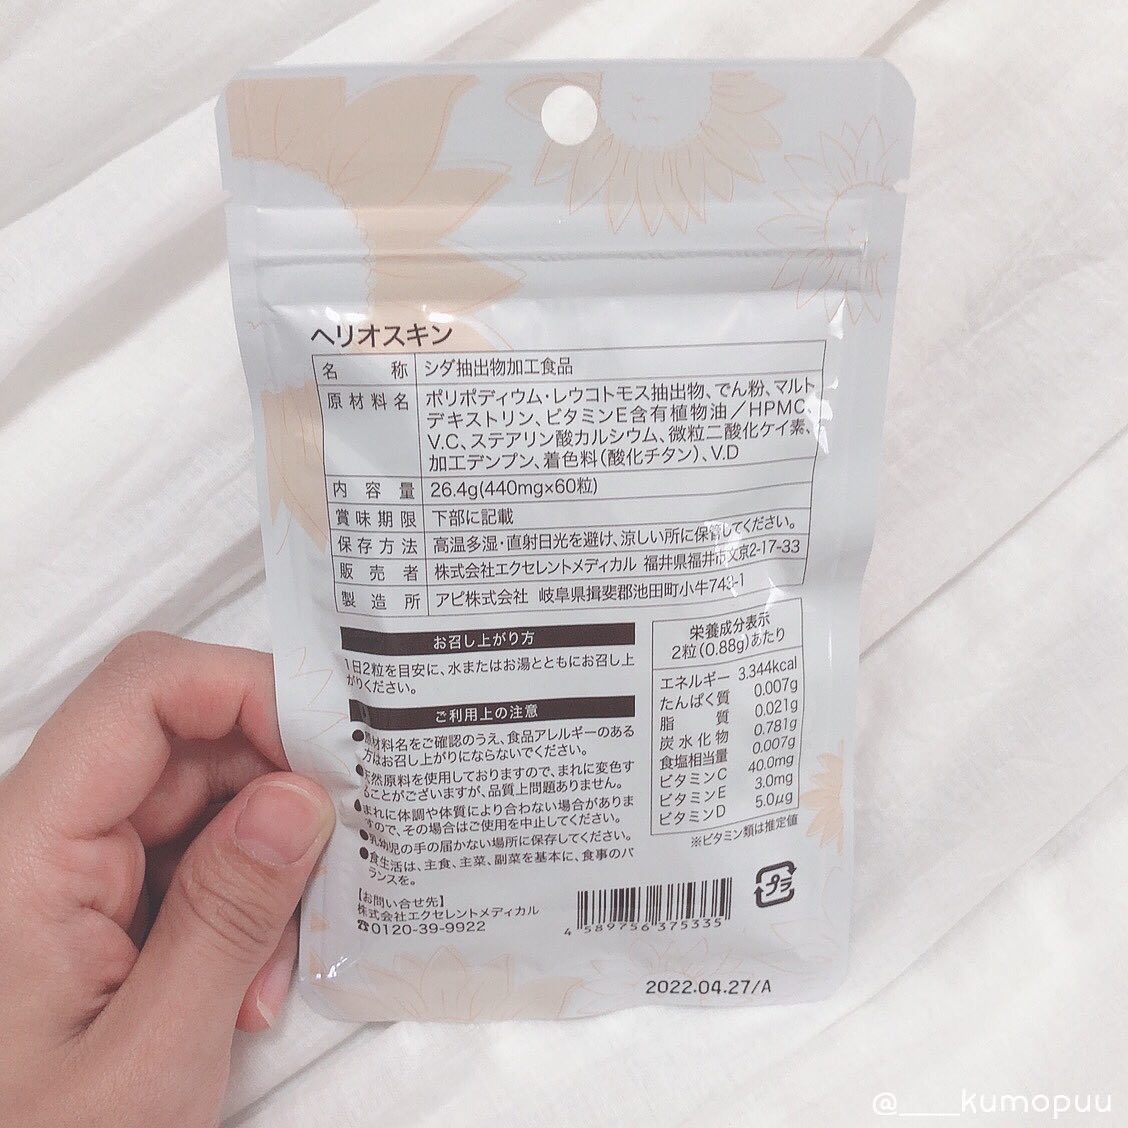 ヘリオスキン
名称 シダ抽出物加工食品
原材料名 ポリポディウム・レウコトモス抽出物、でん粉、マルト
デキストリン、ビタミンE含有植物油／HPMC、
V.C、ステアリン酸カルシウム、微粒二酸化ケイ素、
加工デンプン、着色料（酸化チタン）、V.D
内容量 26.4g(440mg×60粒)
賞味期限 下部に記載
保存方法 高温多湿・直射日光を避け、涼しい所に保管してください。
販売者 株式会社エクセレントメディカル 福井県福井市文京2-17-33
製造所 アピ株式会社 岐阜県揖斐郡池田町小牛743-1
お召し上がり方
1日2粒を目安に、水またはお湯とともにお召し上
がりください。
ご利用上の注意
●原材料名をご確認のうえ、食品アレルギーのある
方はお召し上がりにならないでください。
●天然原料を使用しておりますので、まれに変色す
ることがございますが、品質上問題ありません。
●まれに体調や体質により合わない場合がありま
すので、その場合はご使用を中止してください。
●乳幼児の手の届かない場所に保存してください。
●食生活は、主食、主菜、副菜を基本に、食事のバ
ランスを。
【お問い合せ先】
株式会社エクセレントメディカル
☎0120-39-9922
栄養成分表示
2粒(0.88g)あたり
エネルギー 3.344kcal
たんぱく質 0.007g
脂質 0.021g
炭水化物 0.781g
食塩相当量 0.007g
ビタミンC 40.0mg
ビタミンE 3.0mg
ビタミンD 5.0μg
※ビタミン類は推定値
プラ
4 589756 375335
2022.04.27/A
@____kumopuu